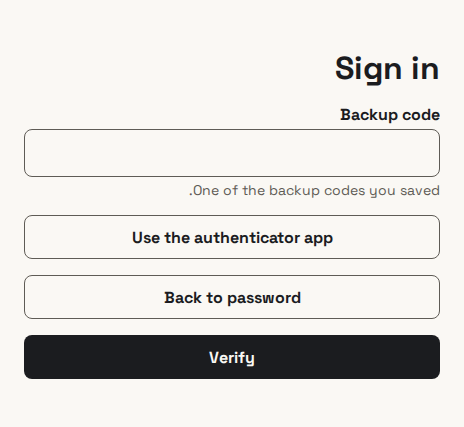 Sign in
Backup code
.One of the backup codes you saved
Use the authenticator app
Back to password
Verify